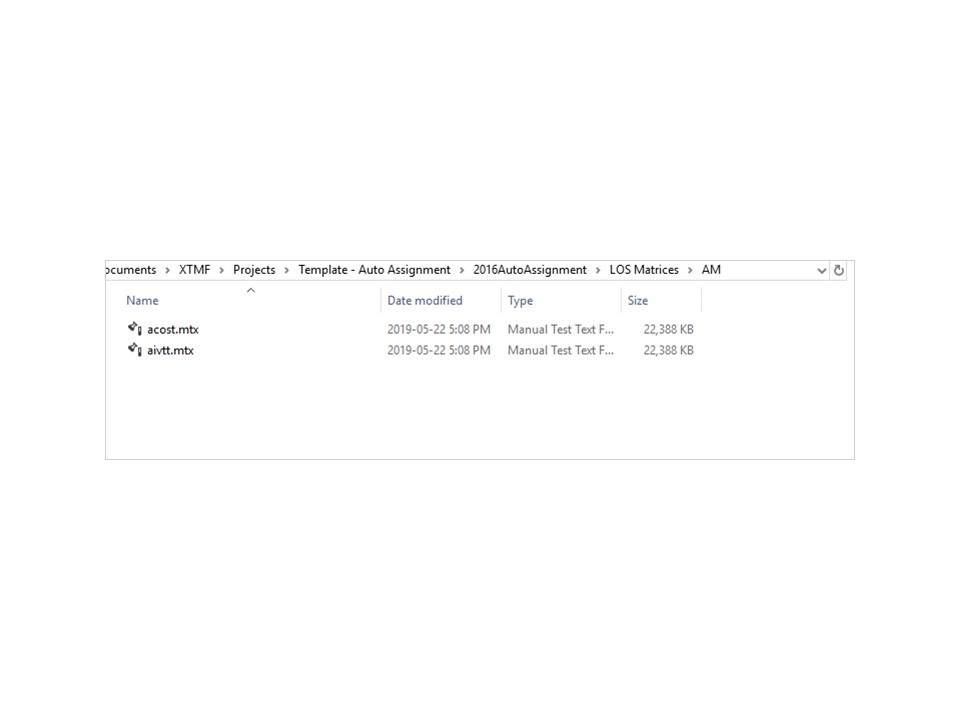 ocuments > XTMF > Projects > Template - Auto Assignment > 2016AutoAssignment > LOS Matrices > AM
Name Date modified Type Size
acost.mtx 2019-05-22 5:08 PM Manual Test Text F... 22,388 KB
aivtt.mtx 2019-05-22 5:08 PM Manual Test Text F... 22,388 KB